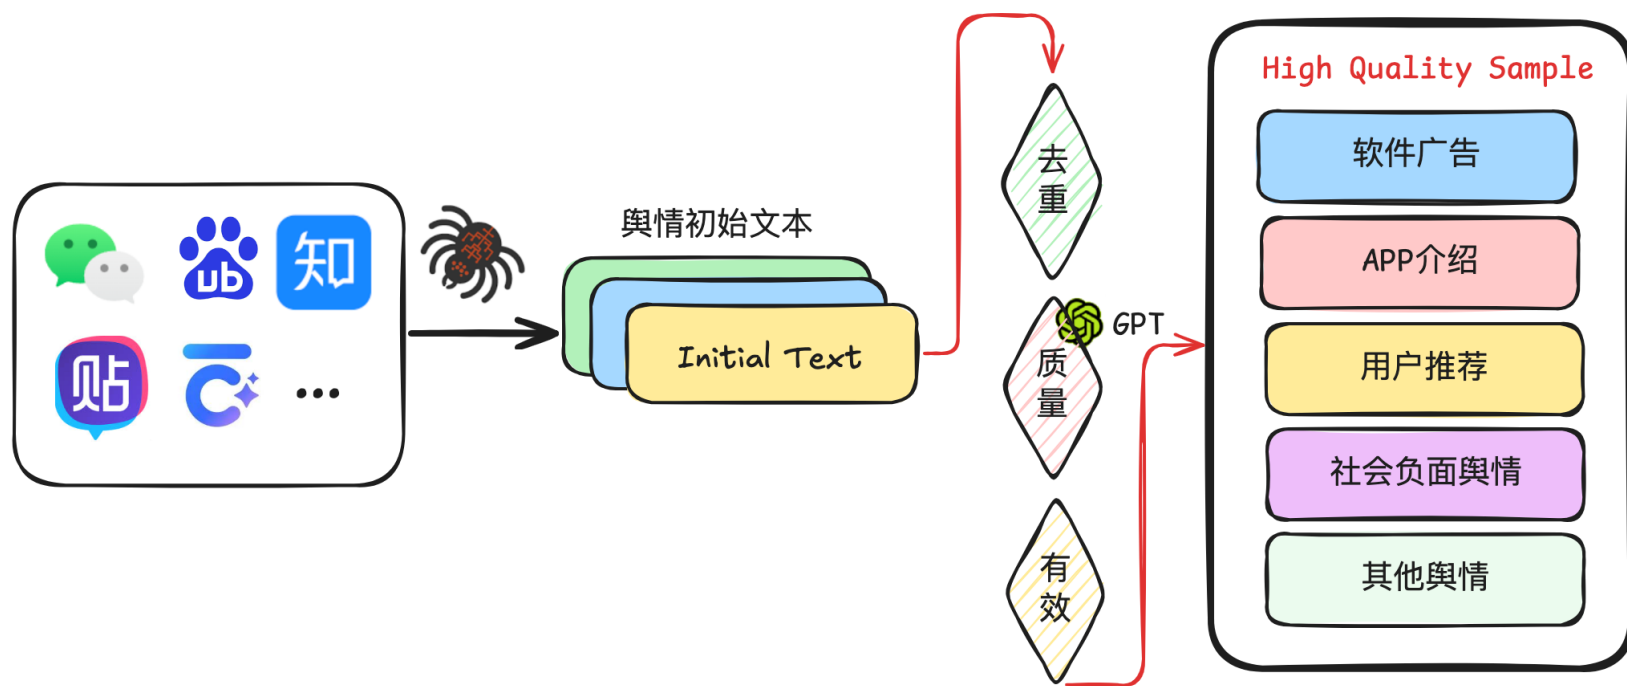 知
du
贴
舆情初始文本
Initial Text
去
重
GPT
质
量
有
效
High Quality Sample
软件广告
APP介绍
用户推荐
社会负面舆情
其他舆情